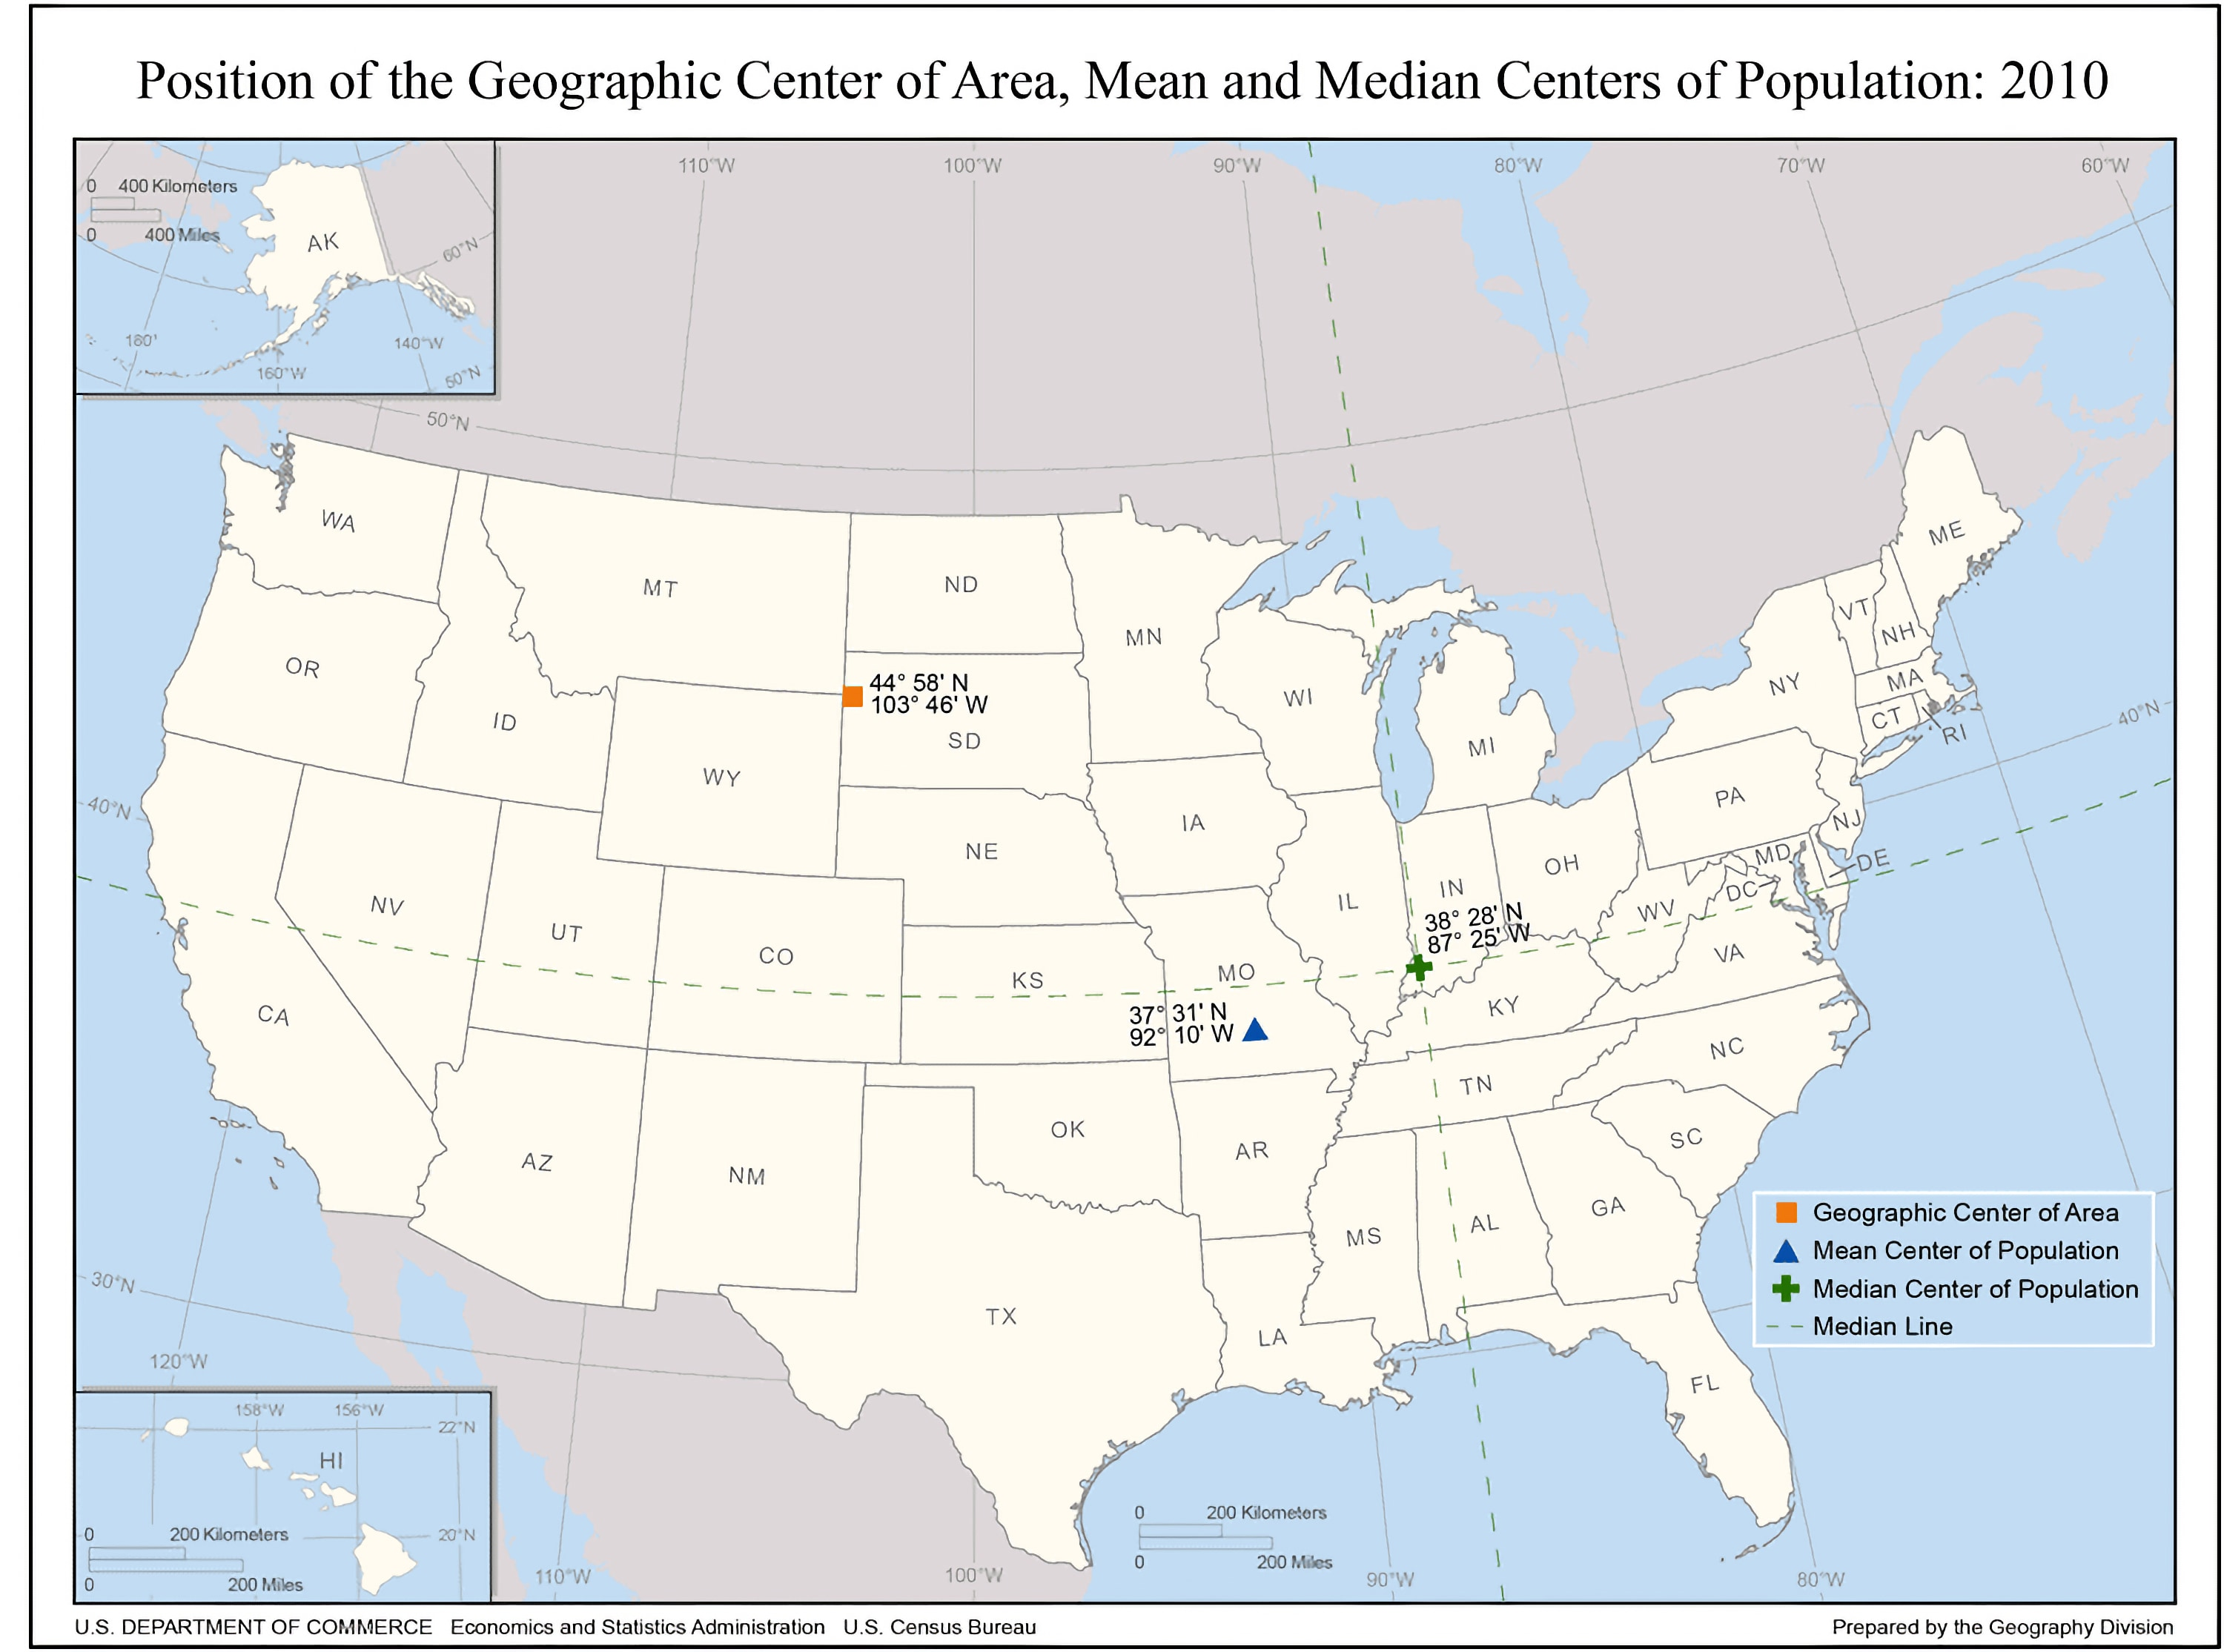 Position of the Geographic Center of Area, Mean and Median Centers of Population: 2010
110°W
100°W
90°W
80°W
70°W
60°W
0 400 Kilometers
0 400 Miles
AK
60°N
180'
140°W
160°W
50°N
50°N
WA
MT
ND
MN
OR
ID
WY
44° 58' N
103° 46' W
SD
WI
MI
ME
VT
NH
NY
MA
CT
RI
40°N
40°N
NE
IA
PA
NJ
OH
IN
IL
MD
DE
DC
WV
VA
NV
UT
CO
KS
MO
38° 28' N
87° 25' W
CA
37° 31' N
92° 10' W
KY
NC
TN
AZ
NM
OK
AR
SC
MS
AL
GA
30°N
TX
LA
FL
Geographic Center of Area
Mean Center of Population
Median Center of Population
Median Line
120°W
158°W
156°W
22°N
HI
20°N
0 200 Kilometers
0 200 Miles
0 200 Kilometers
0 200 Miles
110°W
100°W
90°W
80°W
U.S. DEPARTMENT OF COMMERCE Economics and Statistics Administration U.S. Census Bureau
Prepared by the Geography Division